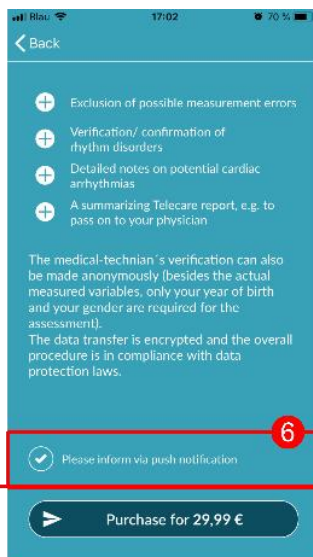 Blau 17:02 70 %
Back
Exclusion of possible measurement errors
Verification/ confirmation of
rhythm disorders
Detailed notes on potential cardiac
arrhythmias
A summarizing Telecare report, e.g. to
pass on to your physician
The medical-technian´s verification can also
be made anonymously (besides the actual
measured variables, only your year of birth
and your gender are required for the
assessment).
The data transfer is encrypted and the overall
procedure is in compliance with data
protection laws.
6
Please inform via push notification
Purchase for 29,99 €